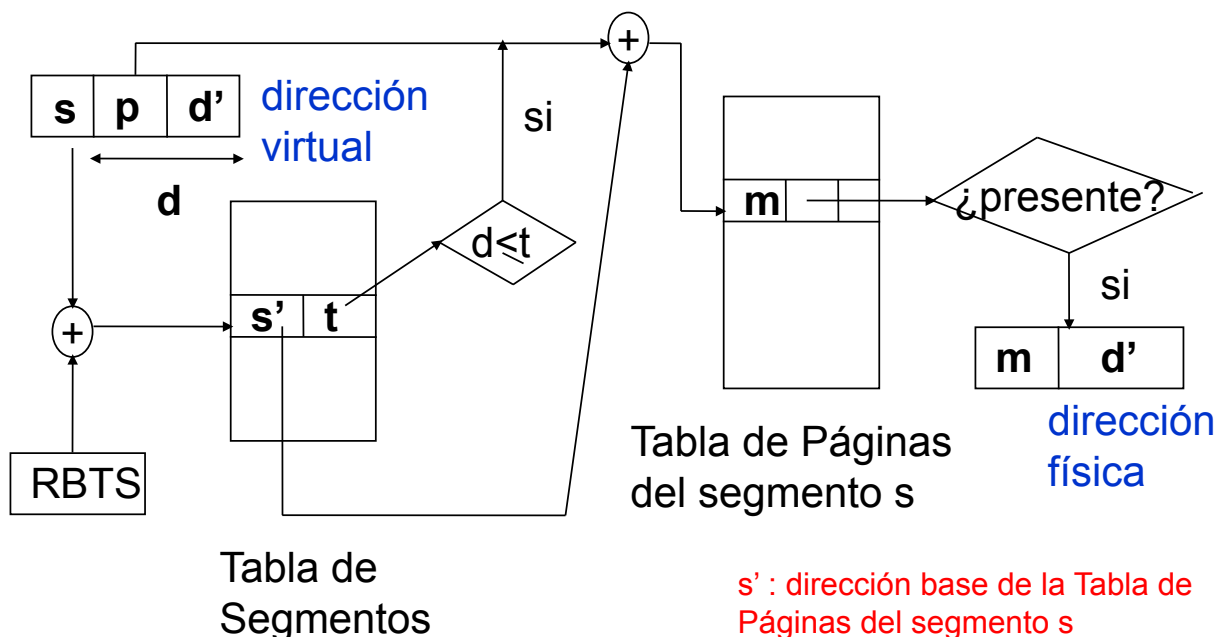 s p d’
dirección
virtual
d
RBTS
+
s’ t
Tabla de
Segmentos
d≤t
si
+
m
Tabla de Páginas
del segmento s
¿presente?
si
m d’
dirección
física
s’ : dirección base de la Tabla de
Páginas del segmento s